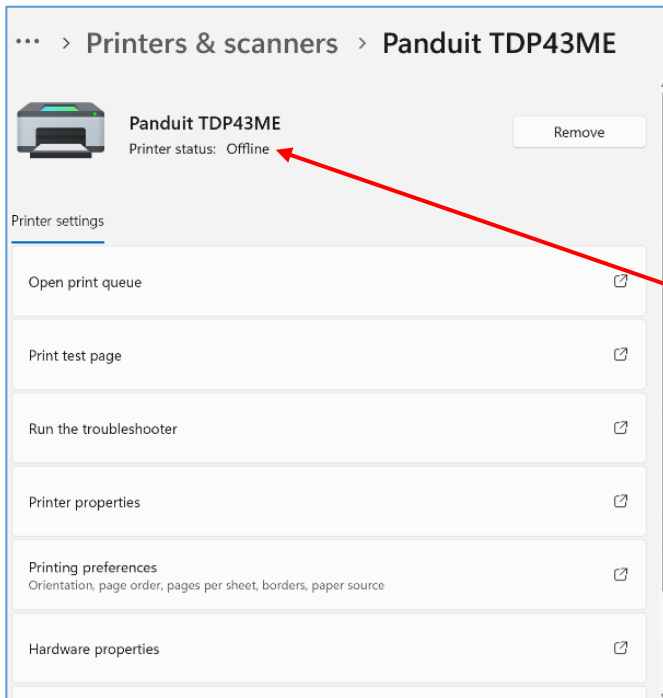 ... > Printers & scanners > Panduit TDP43ME
Panduit TDP43ME
Printer status: Offline
Remove
Printer settings
Open print queue
Print test page
Run the troubleshooter
Printer properties
Printing preferences
Orientation, page order, pages per sheet, borders, paper source
Hardware properties